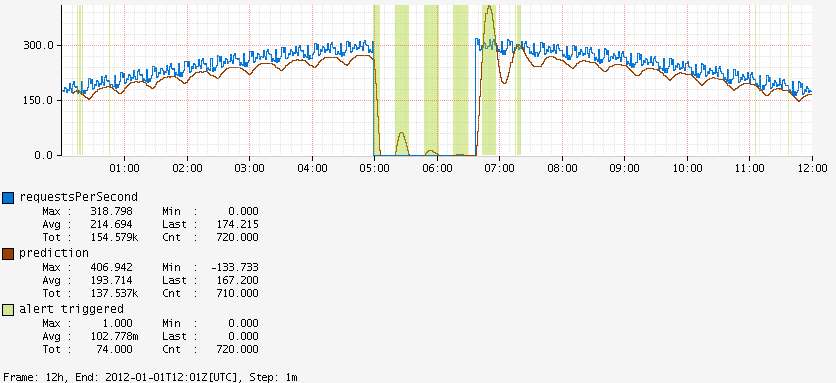 300.0
150.0
0.0
01:00 02:00 03:00 04:00 05:00 06:00 07:00 08:00 09:00 10:00 11:00 12:00
requestsPerSecond
Max : 318.798 Min : 0.000
Avg : 214.694 Last : 174.215
Tot : 154.579k Cnt : 720.000
prediction
Max : 406.942 Min : -133.733
Avg : 193.714 Last : 167.200
Tot : 137.537k Cnt : 710.000
alert triggered
Max : 1.000 Min : 0.000
Avg : 102.778m Last : 0.000
Tot : 74.000 Cnt : 720.000
Frame: 12h, End: 2012-01-01T12:01Z[UTC], Step: 1m